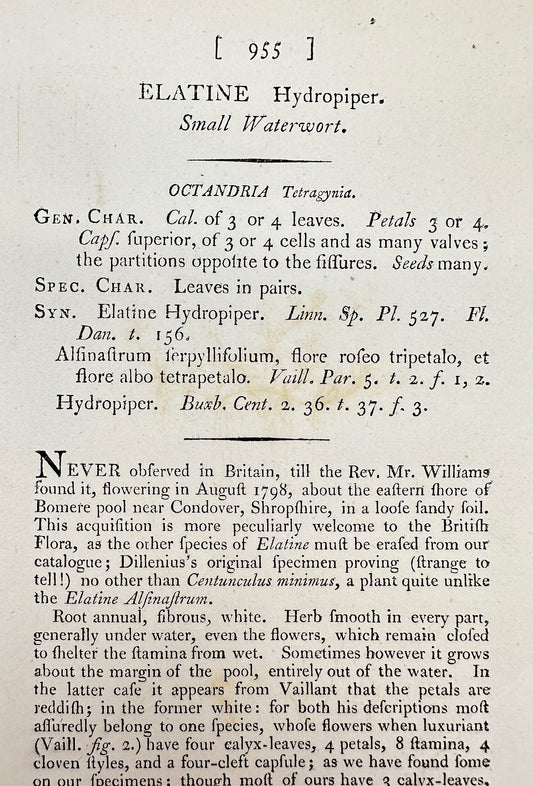 [ 955 ]
ELATINE Hydropiper.
Small Waterwort.
OCTANDRIA Tetragynia.
GEN. CHAR. Cal. of 3 or 4 leaves. Petals 3 or 4.
Capſ. ſuperior, of 3 or 4 cells and as many valves;
the partitions oppoſite to the fiſſures. Seeds many.
SPEC. CHAR. Leaves in pairs.
SYN. Elatine Hydropiper. Linn. Sp. Pl. 527. Fl.
Dan. t. 156.
Alſinaſtrum ſerpyllifolium, flore roſeo tripetalo, et
flore albo tetrapetalo. Vaill. Par. 5. t. 2. f. 1, 2.
Hydropiper. Buxb. Cent. 2. 36. t. 37. f. 3.
NEVER obſerved in Britain, till the Rev. Mr. Williams
found it, flowering in Auguſt 1798, about the eaſtern ſhore of
Bomere pool near Condover, Shropſhire, in a looſe ſandy ſoil.
This acquiſition is more peculiarly welcome to the Britiſh
Flora, as the other ſpecies of Elatine muſt be eraſed from our
catalogue; Dillenius's original ſpecimen proving (ſtrange to
tell!) no other than Centunculus minimus, a plant quite unlike
the Elatine Alſinaſtrum.
Root annual, fibrous, white. Herb ſmooth in every part,
generally under water, even the flowers, which remain cloſed
to ſhelter the ſtamina from wet. Sometimes however it grows
about the margin of the pool, entirely out of the water. In
the latter caſe it appears from Vaillant that the petals are
reddiſh; in the former white: for both his deſcriptions moſt
aſſuredly belong to one ſpecies, whoſe flowers when luxuriant
(Vaill. fig. 2.) have four calyx-leaves, 4 petals, 8 ſtamina, 4
cloven ſtyles, and a four-cleft capſule; as we have found ſome
on our ſpecimens; though moſt of ours have 3 calyx-leaves,